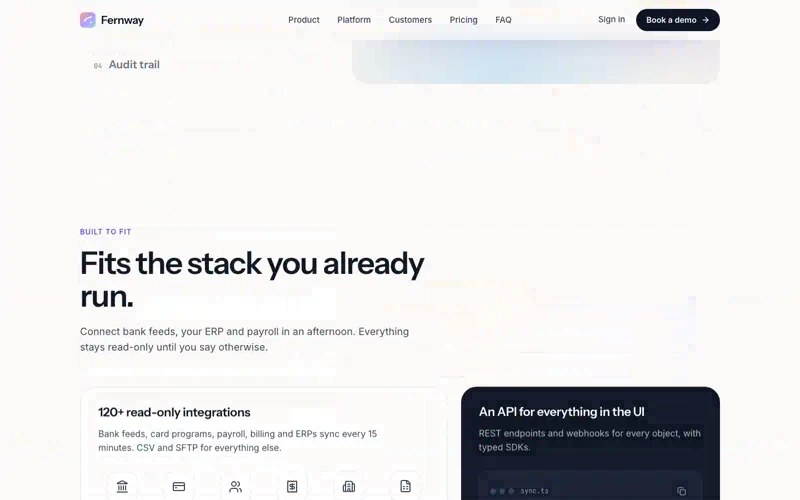 Fernway
Product Platform Customers Pricing FAQ
Sign in
Book a demo
04 Audit trail
BUILT TO FIT
Fits the stack you already
run.
Connect bank feeds, your ERP and payroll in an afternoon. Everything
stays read-only until you say otherwise.
120+ read-only integrations
Bank feeds, card programs, payroll, billing and ERPs sync every 15
minutes. CSV and SFTP for everything else.
An API for everything in the UI
REST endpoints and webhooks for every object, with
typed SDKs.
sync.ts